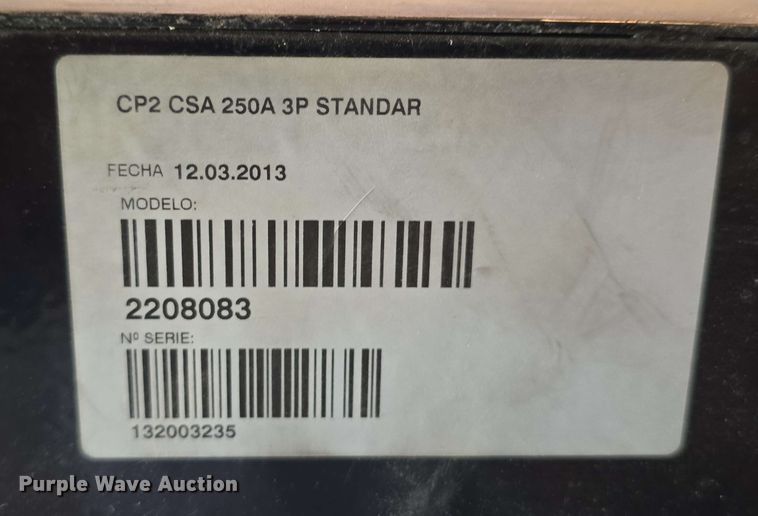 CP2 CSA 250A 3P STANDAR
FECHA 12.03.2013
MODELO:
2208083
Nº SERIE:
132003235
Purple Wave Auction